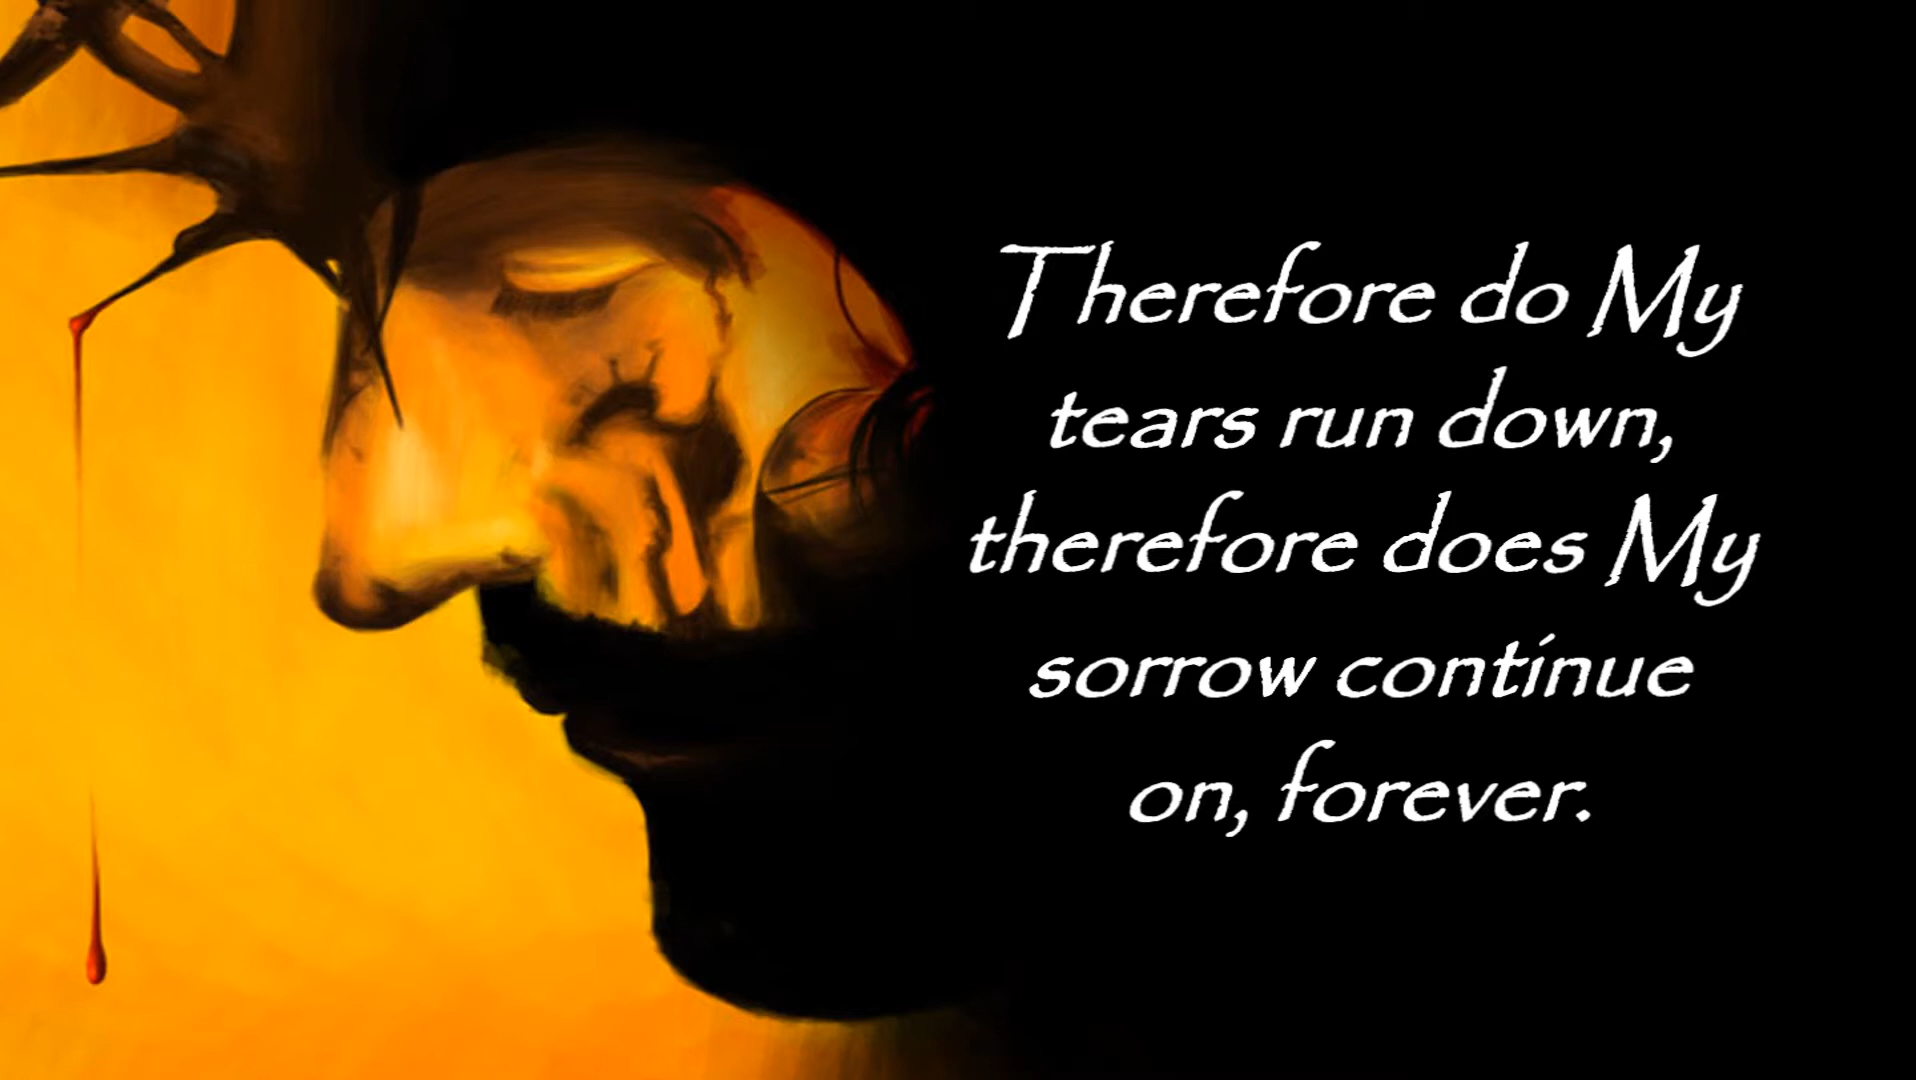 Therefore do My
tears run down,
therefore does My
sorrow continue
on, forever.